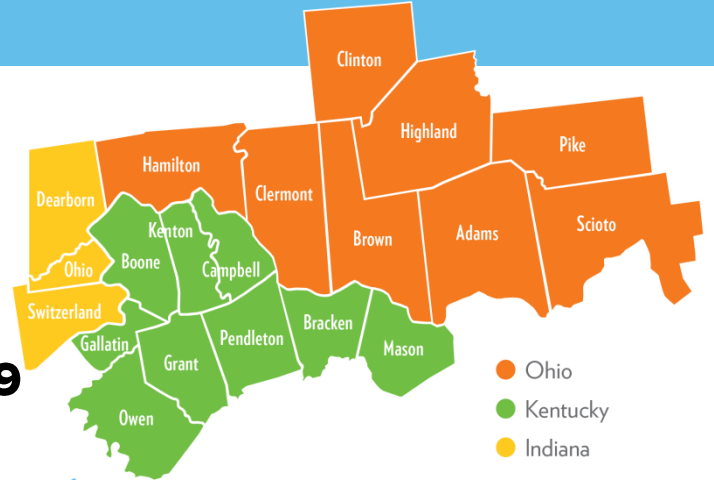 Clinton
Highland
Pike
Hamilton
Clermont
Dearborn
Scioto
Kenton
Brown
Adams
Boone
Ohio
Campbell
Switzerland
Bracken
Gallatin
Pendleton
Mason
Grant
9
Owen
Ohio
Kentucky
Indiana